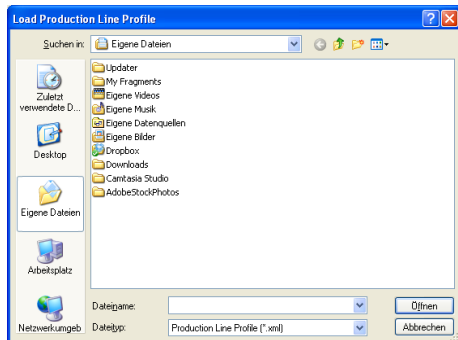 Load Production Line Profile
Suchen in: Eigene Dateien
Zuletzt
verwendete D...
Desktop
Eigene Dateien
Arbeitsplatz
Netzwerkumgeb
Updater
My Fragments
Eigene Videos
Eigene Musik
Eigene Datenquellen
Eigene Bilder
Dropbox
Downloads
Camtasia Studio
AdobeStockPhotos
Dateiname:
Öffnen
Dateityp: Production Line Profile (*.xml)
Abbrechen